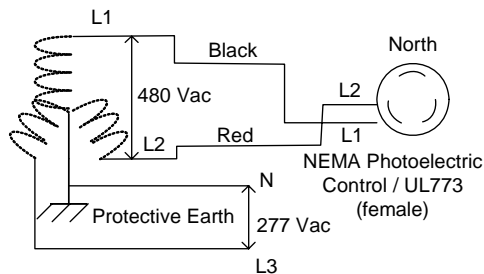 L1
Black
North
480 Vac
L2
L2
Red
L1
NEMA Photoelectric
Control / UL773
(female)
N
Protective Earth
277 Vac
L3